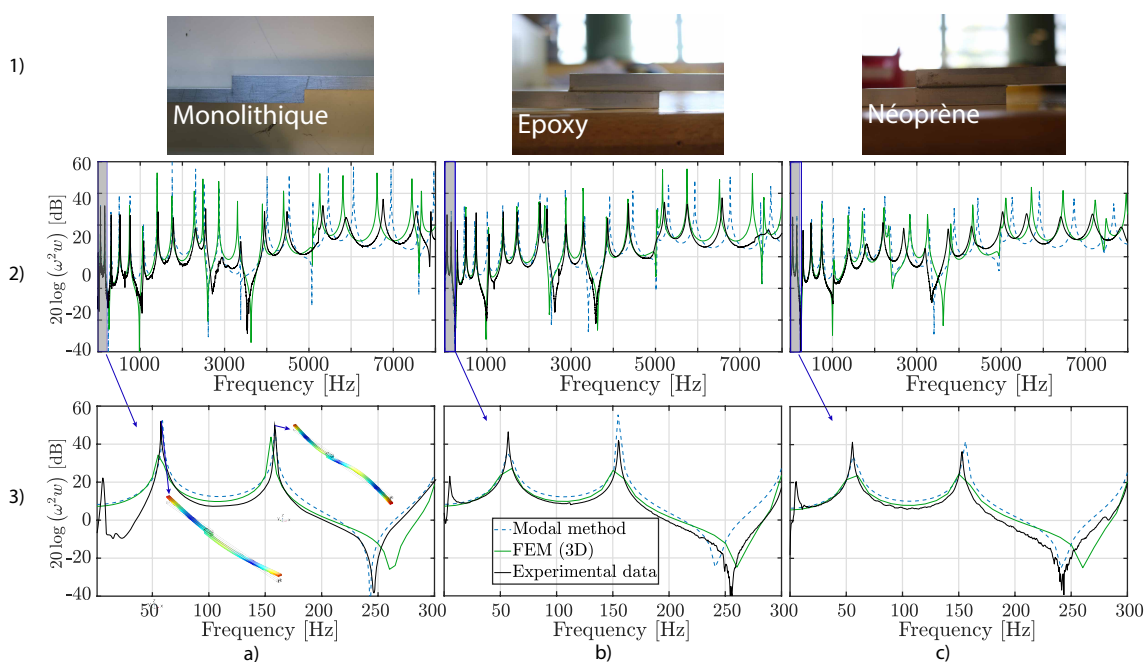 1)
Monolithique
Epoxy
Néoprène
2)
20 log (ω²w) [dB]
60
40
20
0
-20
-40
1000 3000 5000 7000
Frequency [Hz]
1000 3000 5000 7000
Frequency [Hz]
1000 3000 5000 7000
Frequency [Hz]
3)
20 log (ω²w) [dB]
60
40
20
0
-20
-40
Modal method
FEM (3D)
Experimental data
50 100 150 200 250 300
Frequency [Hz]
a)
50 100 150 200 250 300
Frequency [Hz]
b)
0 50 100 150 200 250 300
Frequency [Hz]
c)